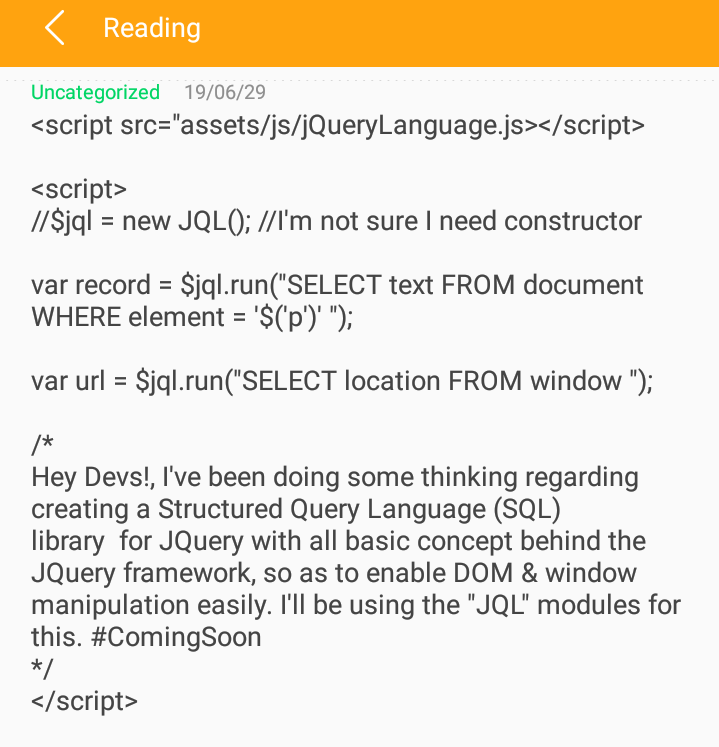 Reading
Uncategorized 19/06/29
<script src="assets/js/jQueryLanguage.js></script>
<script>
//$jql = new JQL(); //I'm not sure I need constructor
var record = $jql.run("SELECT text FROM document
WHERE element = '$('p')' ");
var url = $jql.run("SELECT location FROM window ");
/*
Hey Devs!, I've been doing some thinking regarding
creating a Structured Query Language (SQL)
library  for JQuery with all basic concept behind the
JQuery framework, so as to enable DOM & window
manipulation easily. I'll be using the "JQL" modules for
this. #ComingSoon
*/
</script>